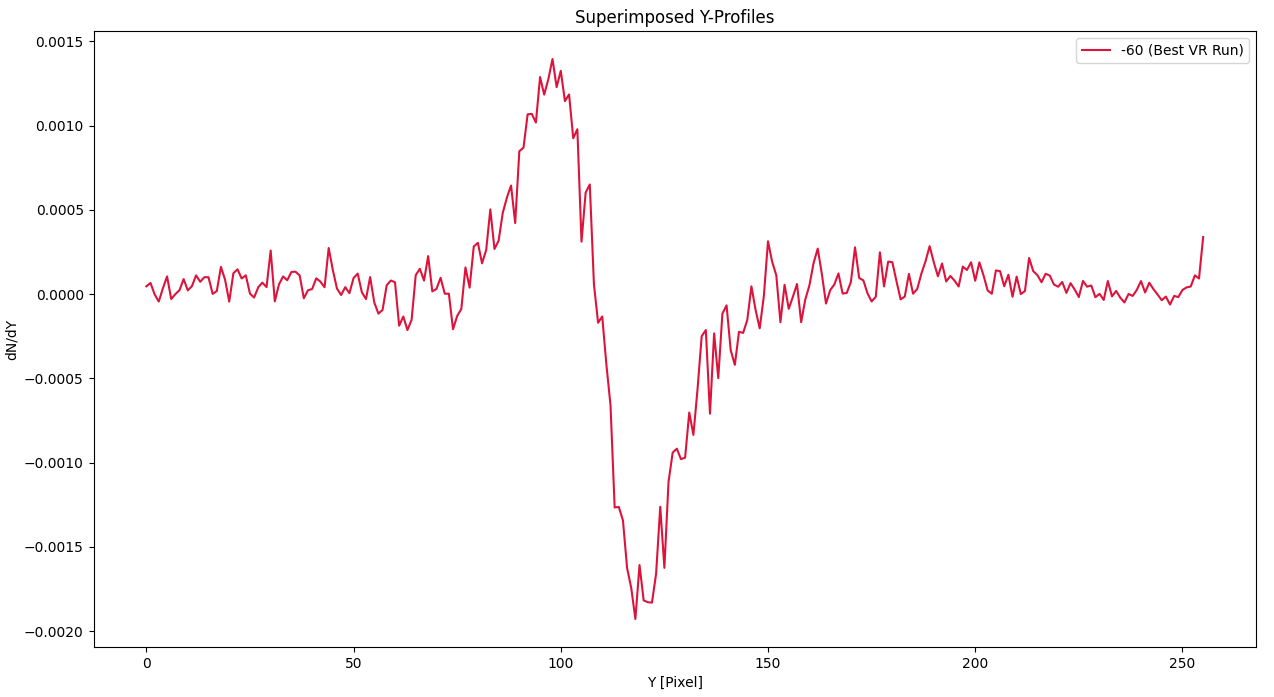 Superimposed Y-Profiles
-60 (Best VR Run)
0.0015
0.0010
0.0005
0.0000
−0.0005
−0.0010
−0.0015
−0.0020
dN/dY
0 50 100 150 200 250
Y [Pixel]